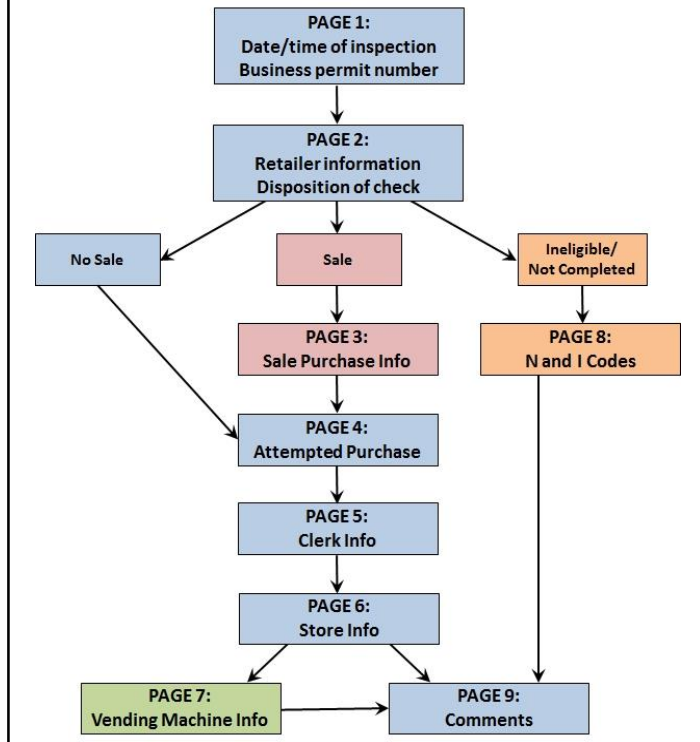 PAGE 1:
Date/time of inspection
Business permit number
PAGE 2:
Retailer information
Disposition of check
No Sale
Sale
Ineligible/
Not Completed
PAGE 3:
Sale Purchase Info
PAGE 8:
N and I Codes
PAGE 4:
Attempted Purchase
PAGE 5:
Clerk Info
PAGE 6:
Store Info
PAGE 7:
Vending Machine Info
PAGE 9:
Comments